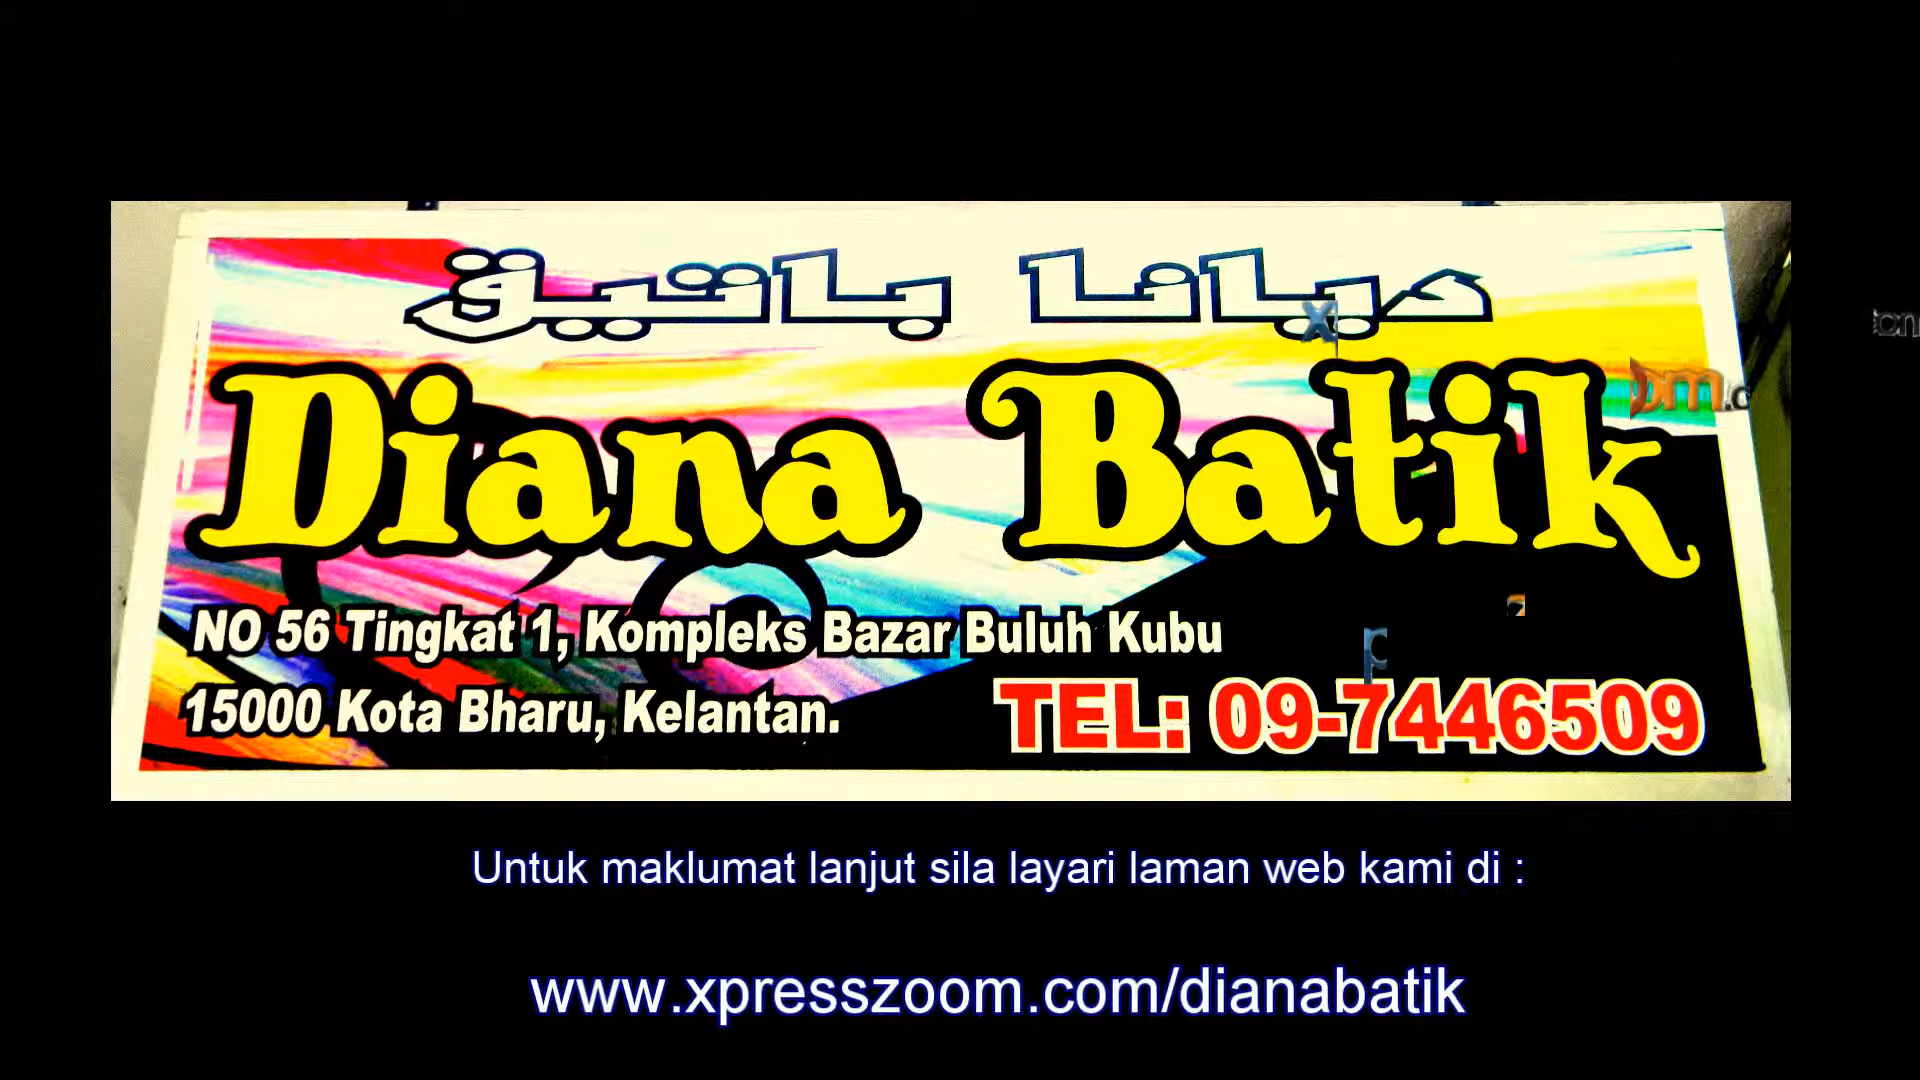 ديانا باتيق
Diana Batik
NO 56 Tingkat 1, Kompleks Bazar Buluh Kubu
15000 Kota Bharu, Kelantan.
TEL: 09-7446509
Untuk maklumat lanjut sila layari laman web kami di :
www.xpresszoom.com/dianabatik